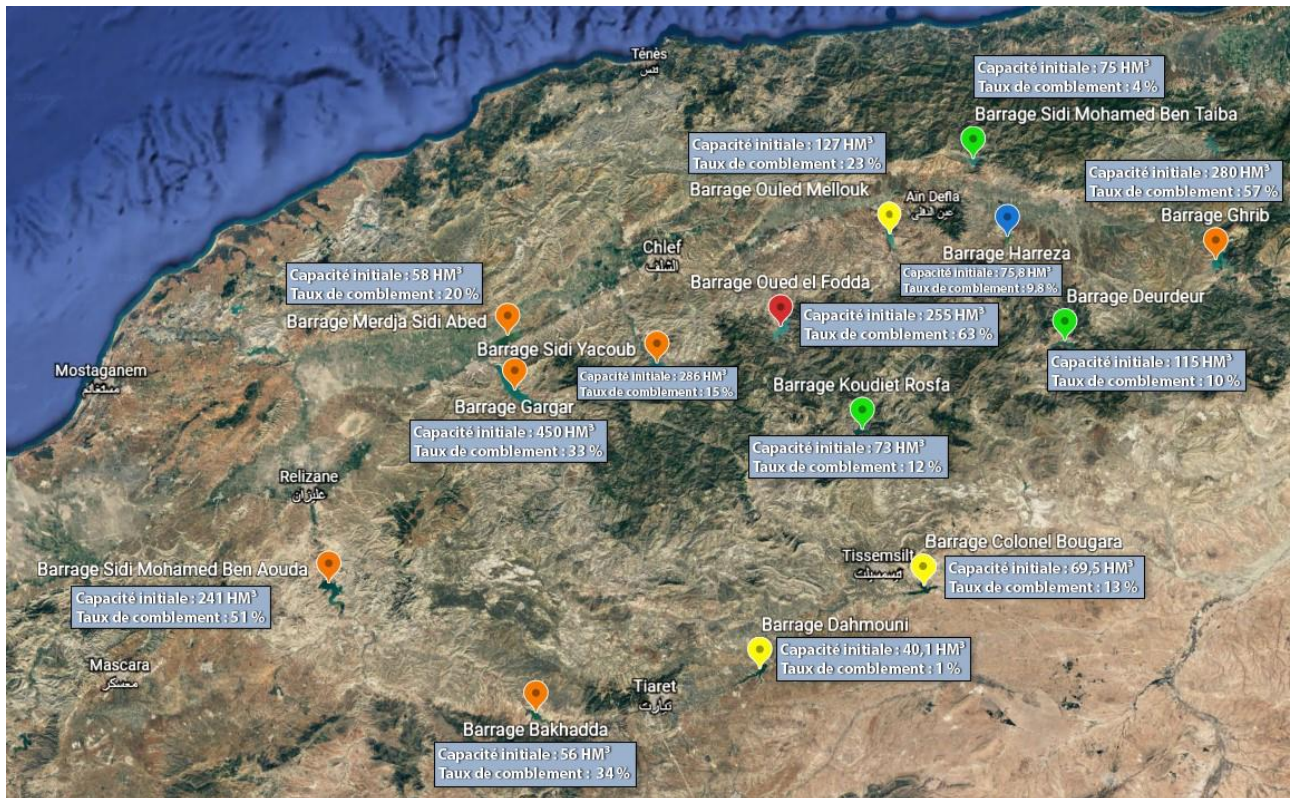 Ténès
تنس
Capacité initiale : 75 HM³
Taux de comblement : 4 %
Barrage Sidi Mohamed Ben Taiba
Capacité initiale : 127 HM³
Taux de comblement : 23 %
Barrage Ouled Mellouk
Aïn Defla
عين الدفلى
Capacité initiale : 280 HM³
Taux de comblement : 57 %
Barrage Ghrib
Chlef
الشلف
Barrage Harreza
Capacité initiale : 75,8 HM³
Taux de comblement : 9.8 %
Capacité initiale : 58 HM³
Taux de comblement : 20 %
Barrage Merdja Sidi Abed
Barrage Oued el Fodda
Capacité initiale : 255 HM³
Taux de comblement : 63 %
Barrage Deurdeur
Capacité initiale : 115 HM³
Taux de comblement : 10 %
Barrage Sidi Yacoub
Capacité initiale : 286 HM³
Taux de comblement : 15 %
Mostaganem
مستغانم
Barrage Gargar
Capacité initiale : 450 HM³
Taux de comblement : 33 %
Barrage Koudiet Rosfa
Capacité initiale : 73 HM³
Taux de comblement : 12 %
Relizane
غليزان
Barrage Sidi Mohamed Ben Aouda
Capacité initiale : 241 HM³
Taux de comblement : 51 %
Tissemsilt
تيسمسيلت
Barrage Colonel Bougara
Capacité initiale : 69,5 HM³
Taux de comblement : 13 %
Barrage Dahmouni
Capacité initiale : 40,1 HM³
Taux de comblement : 1 %
Mascara
معسكر
Tiaret
تيارت
Barrage Bakhadda
Capacité initiale : 56 HM³
Taux de comblement : 34 %